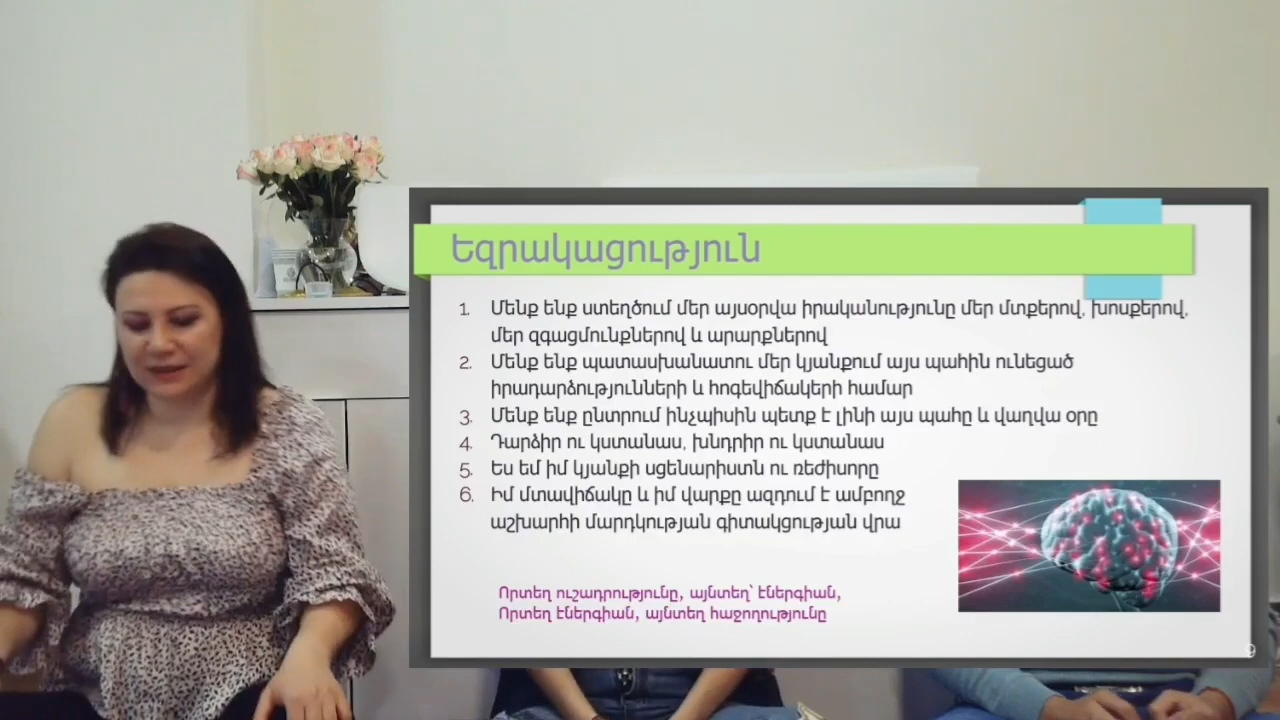 Եզրակացություն
1. Մենք ենք ստեղծում մեր այսօրվա իրականությունը մեր մտքերով, խոսքերով,
մեր զգացմունքներով և արարքներով
2. Մենք ենք պատասխանատու մեր կյանքում այս պահին ունեցած
իրադարձությունների և հոգեվիճակերի համար
3. Մենք ենք ընտրում ինչպիսին պետք է լինի այս պահը և վաղվա օրը
4. Դարձիր ու կստանաս, խնդրիր ու կստանաս
5. Ես եմ իմ կյանքի սցենարիստն ու ռեժիսորը
6. Իմ մտավիճակը և իմ վարքը ազդում է ամբողջ
աշխարհի մարդկության գիտակցության վրա
Որտեղ ուշադրությունը, այնտեղ՝ էներգիան,
Որտեղ էներգիան, այնտեղ հաջողությունը
9